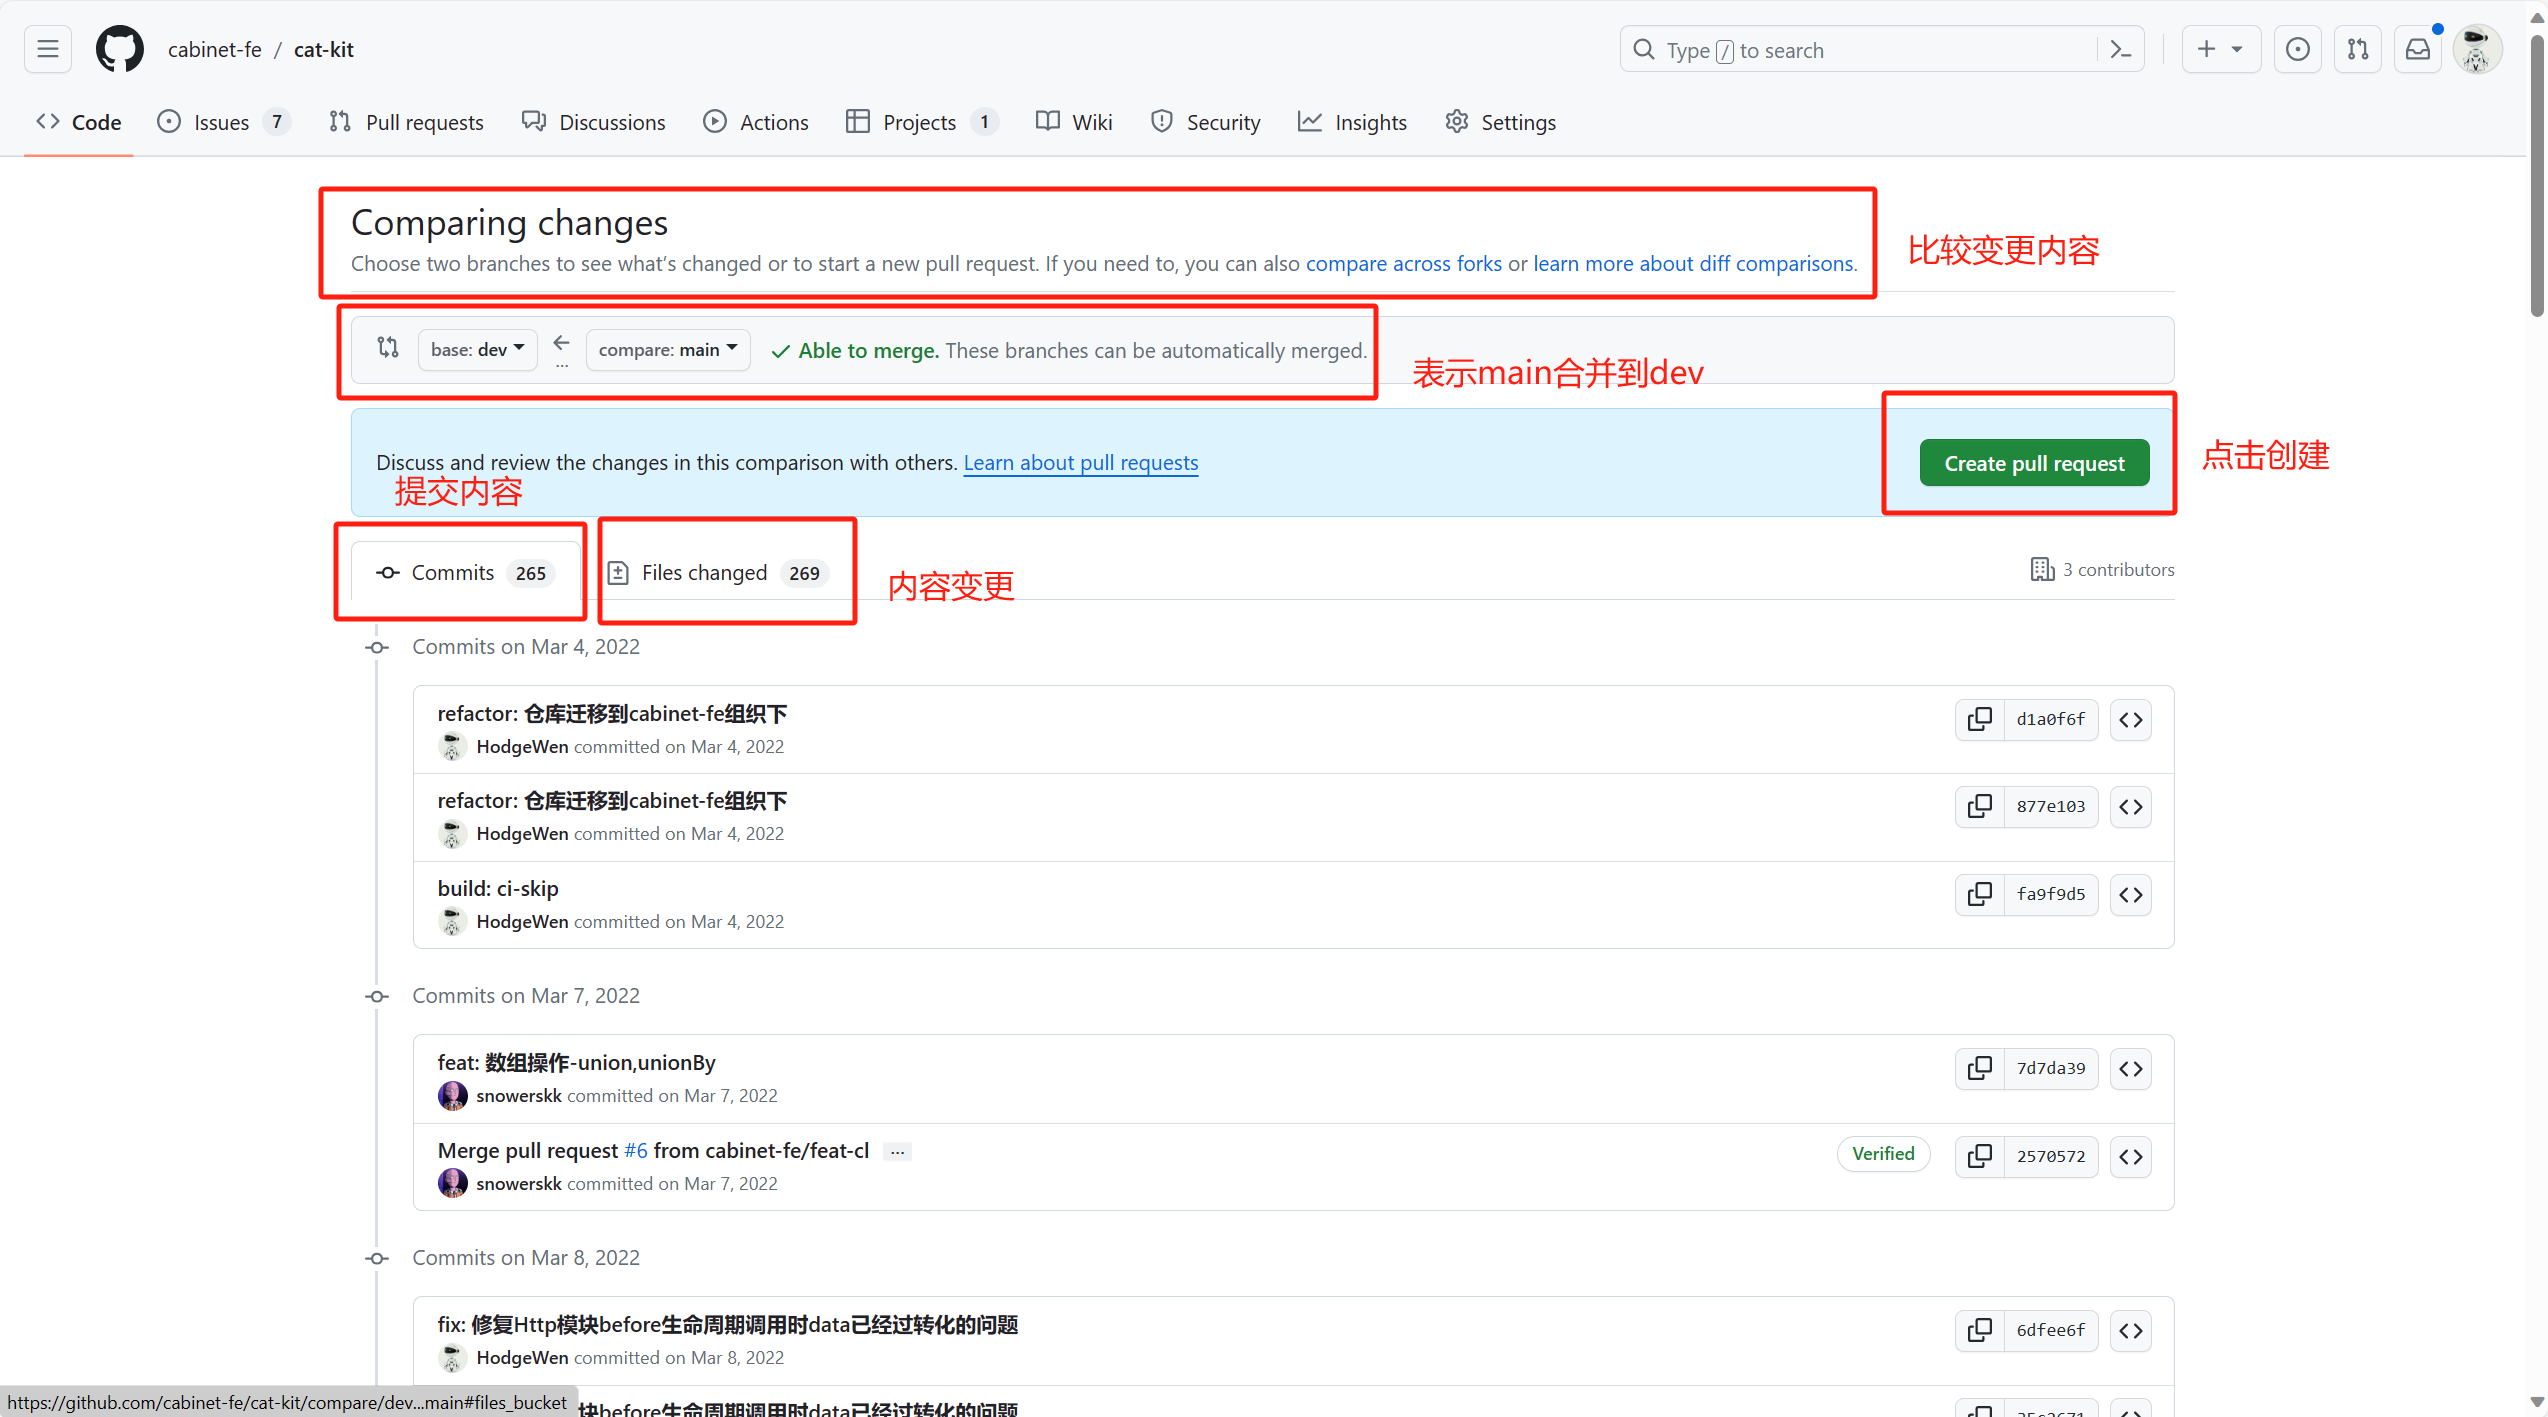 cabinet-fe / cat-kit
Type / to search
Code
Issues 7
Pull requests
Discussions
Actions
Projects 1
Wiki
Security
Insights
Settings
Comparing changes
Choose two branches to see what's changed or to start a new pull request. If you need to, you can also compare across forks or learn more about diff comparisons.
比较变更内容
base: dev
...
compare: main
Able to merge. These branches can be automatically merged.
表示main合并到dev
Discuss and review the changes in this comparison with others. Learn about pull requests
Create pull request
点击创建
提交内容
Commits 265
Files changed 269
内容变更
3 contributors
Commits on Mar 4, 2022
refactor: 仓库迁移到cabinet-fe组织下
HodgeWen committed on Mar 4, 2022
d1a0f6f
refactor: 仓库迁移到cabinet-fe组织下
HodgeWen committed on Mar 4, 2022
877e103
build: ci-skip
HodgeWen committed on Mar 4, 2022
fa9f9d5
Commits on Mar 7, 2022
feat: 数组操作-union,unionBy
snowerskk committed on Mar 7, 2022
7d7da39
Merge pull request #6 from cabinet-fe/feat-cl ...
snowerskk committed on Mar 7, 2022
Verified
2570572
Commits on Mar 8, 2022
fix: 修复Http模块before生命周期调用时data已经过转化的问题
HodgeWen committed on Mar 8, 2022
6dfee6f
https://github.com/cabinet-fe/cat-kit/compare/dev...main#files_bucket
块before生命周期调用时data已经过转化的问题